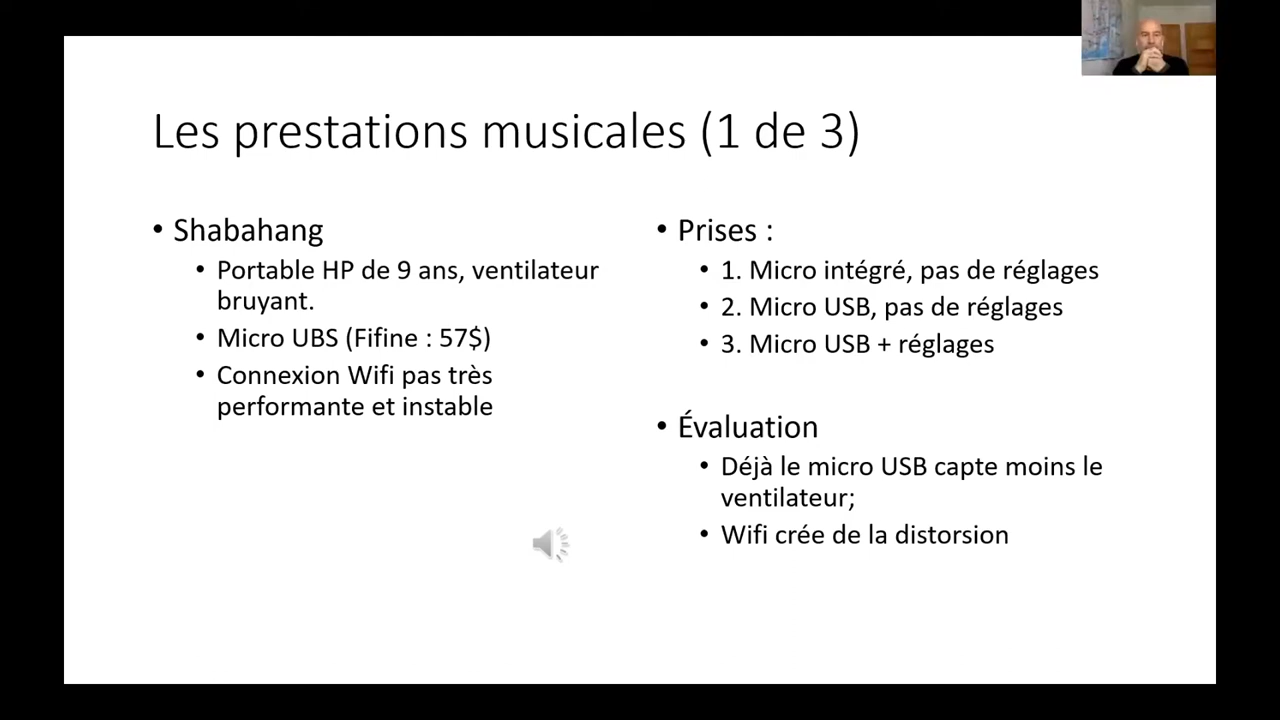 Les prestations musicales (1 de 3)
• Shabahang
• Portable HP de 9 ans, ventilateur
bruyant.
• Micro UBS (Fifine : 57$)
• Connexion Wifi pas très
performante et instable
• Prises :
• 1. Micro intégré, pas de réglages
• 2. Micro USB, pas de réglages
• 3. Micro USB + réglages
• Évaluation
• Déjà le micro USB capte moins le
ventilateur;
• Wifi crée de la distorsion